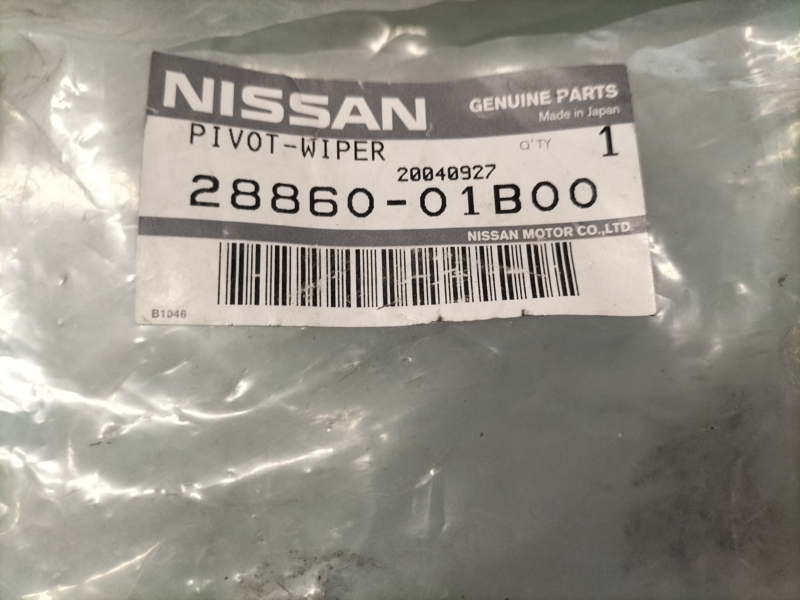 NISSAN
GENUINE PARTS
Made in Japan
PIVOT-WIPER
Q'TY 1
20040927
28860-01B00
NISSAN MOTOR CO.,LTD.
B1046